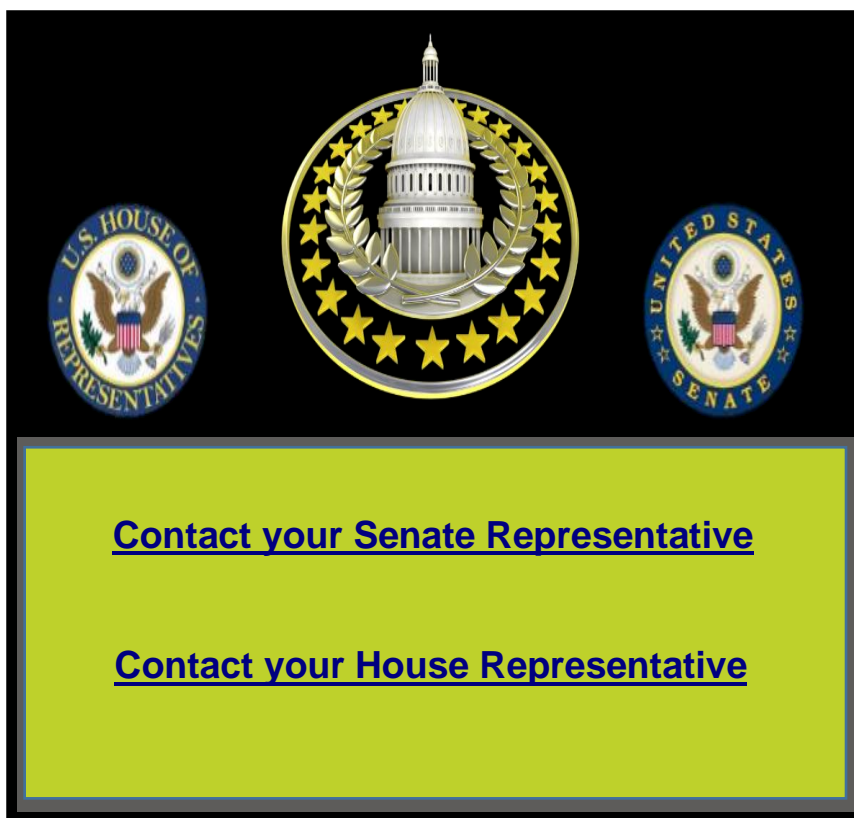 U.S. HOUSE OF REPRESENTATIVES
UNITED STATES SENATE
Contact your Senate Representative
Contact your House Representative